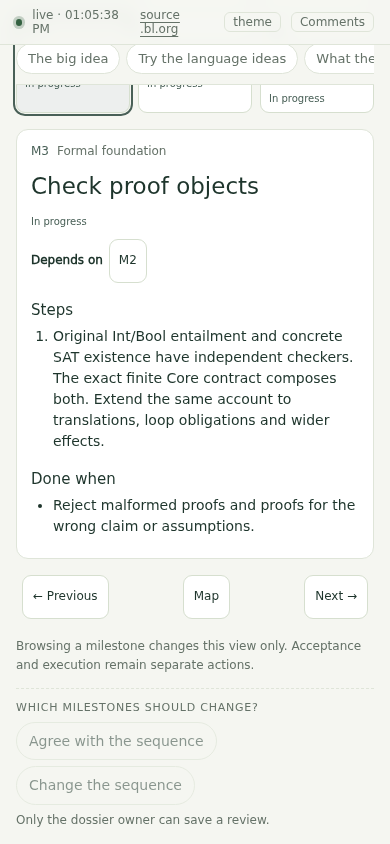 live · 01:05:38 PM
source .bl.org
theme
Comments
The big idea
Try the language ideas
What the
In progress
In progress
In progress
M3 Formal foundation
Check proof objects
In progress
Depends on M2
Steps
1. Original Int/Bool entailment and concrete
SAT existence have independent checkers.
The exact finite Core contract composes
both. Extend the same account to
translations, loop obligations and wider
effects.
Done when
• Reject malformed proofs and proofs for the
wrong claim or assumptions.
← Previous
Map
Next →
Browsing a milestone changes this view only. Acceptance
and execution remain separate actions.
WHICH MILESTONES SHOULD CHANGE?
Agree with the sequence
Change the sequence
Only the dossier owner can save a review.